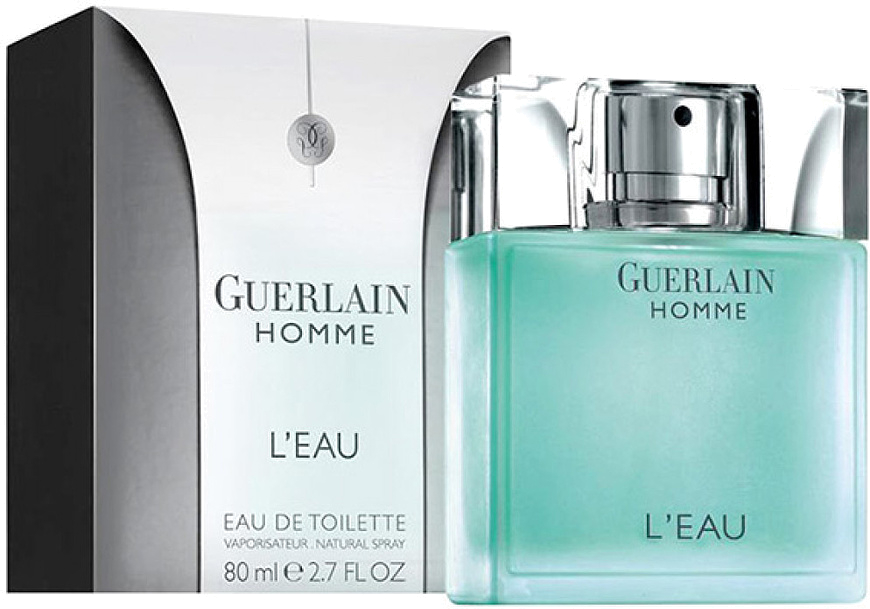 GUERLAIN
HOMME
L'EAU
EAU DE TOILETTE
VAPORISATEUR . NATURAL SPRAY
80 ml e 2.7 FL OZ
GUERLAIN
HOMME
L'EAU